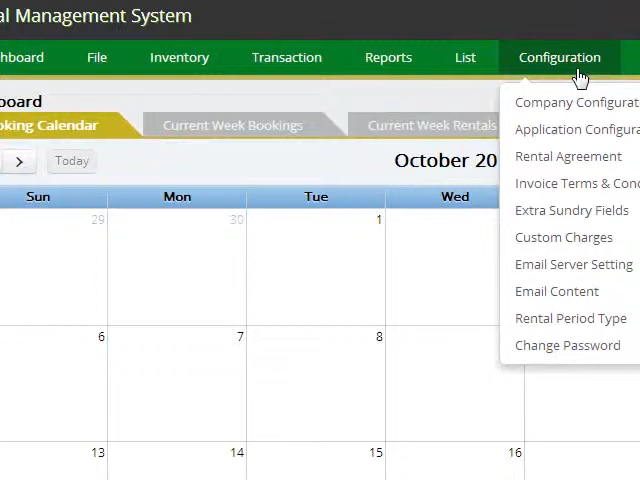 al Management System
hboard File Inventory Transaction Reports List Configuration
board
oking Calendar Current Week Bookings Current Week Rentals
> Today October 20
Sun Mon Tue Wed
29 30 1
6 7 8
13 14 15 16
Company Configurat
Application Configura
Rental Agreement
Invoice Terms & Cond
Extra Sundry Fields
Custom Charges
Email Server Setting
Email Content
Rental Period Type
Change Password